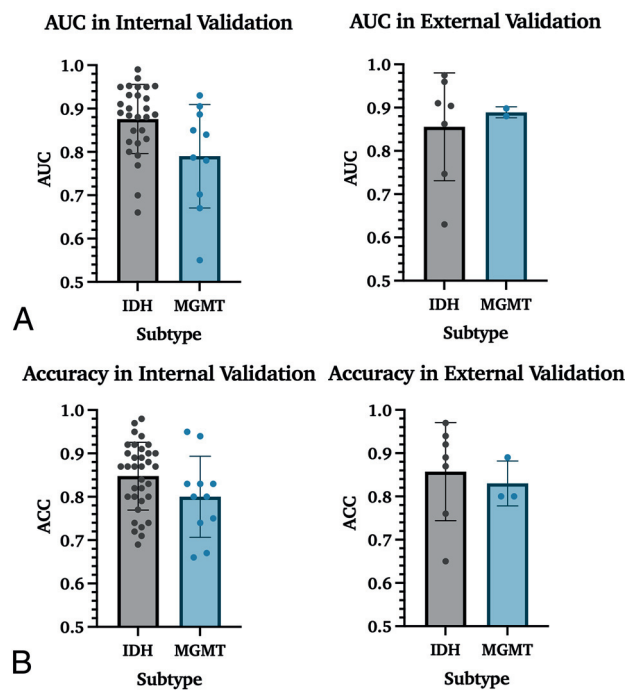 AUC in Internal Validation
AUC in External Validation
AUC
1.0
0.9
0.8
0.7
0.6
0.5
IDH MGMT
Subtype
AUC
1.0
0.9
0.8
0.7
0.6
0.5
IDH MGMT
Subtype
A
Accuracy in Internal Validation
Accuracy in External Validation
ACC
1.0
0.9
0.8
0.7
0.6
0.5
IDH MGMT
Subtype
ACC
1.0
0.9
0.8
0.7
0.6
0.5
IDH MGMT
Subtype
B